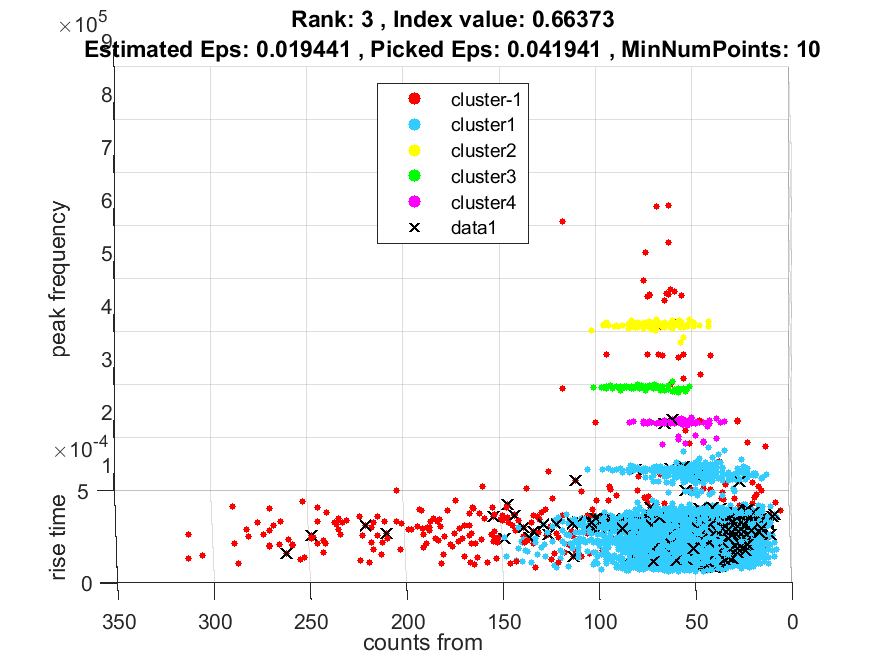 Rank: 3 , Index value: 0.66373
Estimated Eps: 0.019441 , Picked Eps: 0.041941 , MinNumPoints: 10
×10^5
9
8
7
6
5
4
3
2
1
peak frequency
cluster-1
cluster1
cluster2
cluster3
cluster4
data1
×10^-4
5
0
rise time
350 300 250 200 150 100 50 0
counts from